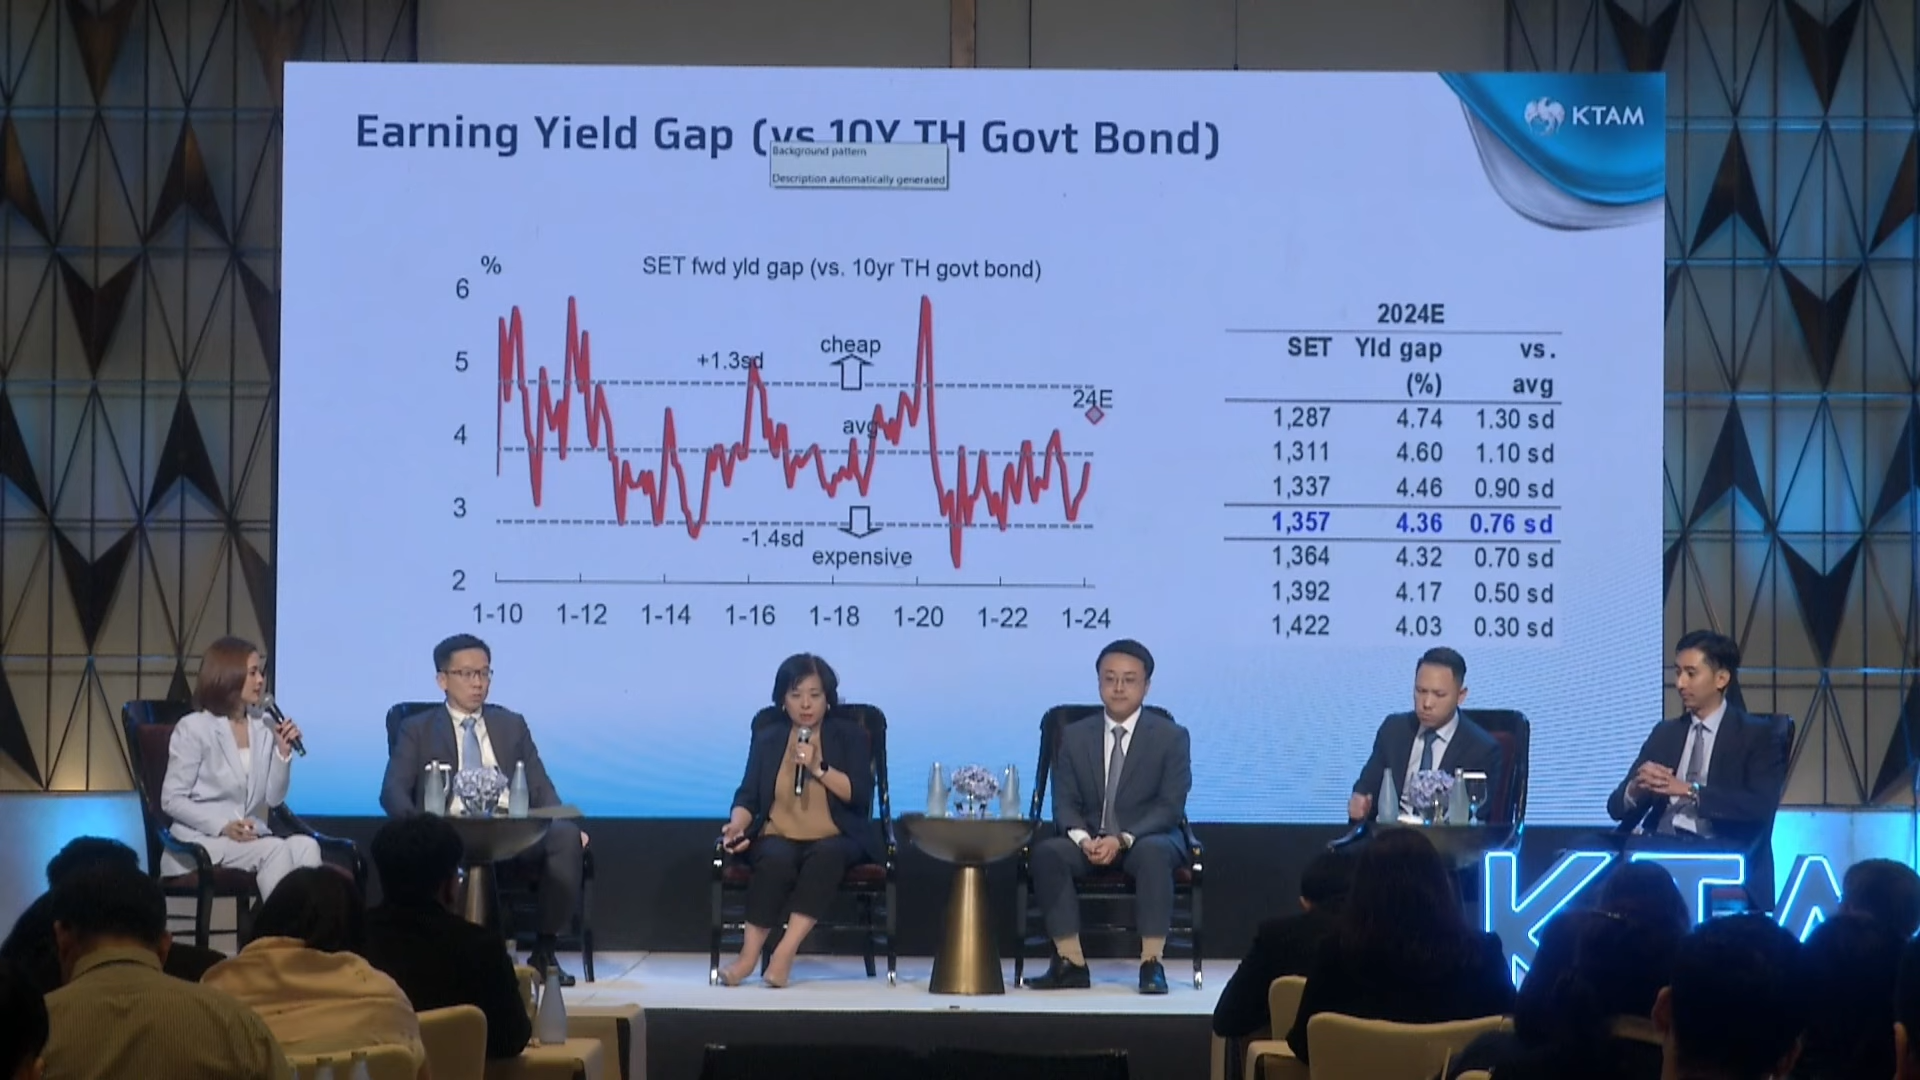 KTAM
Earning Yield Gap (vs 10Y TH Govt Bond)
Background pattern
Description automatically generated
% SET fwd yld gap (vs. 10yr TH govt bond)
6
5
4
3
2
+1.3sd
cheap
24E
avg
-1.4sd
expensive
1-10 1-12 1-14 1-16 1-18 1-20 1-22 1-24
2024E
SET Yld gap vs.
(%) avg
1,287 4.74 1.30 sd
1,311 4.60 1.10 sd
1,337 4.46 0.90 sd
1,357 4.36 0.76 sd
1,364 4.32 0.70 sd
1,392 4.17 0.50 sd
1,422 4.03 0.30 sd
KTA